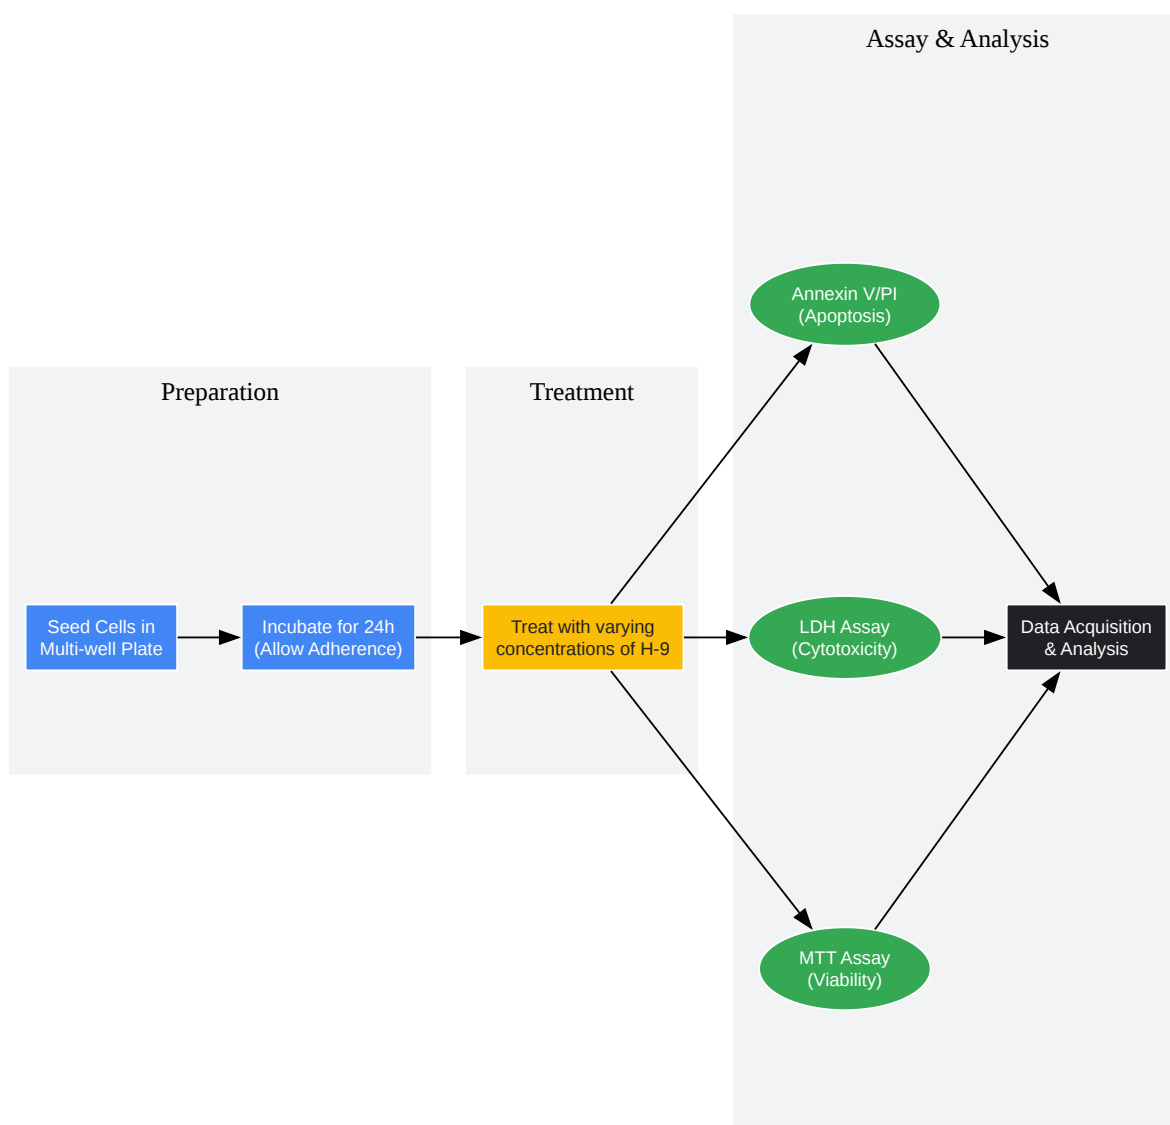 Assay & Analysis
Annexin V/PI
(Apoptosis)
Preparation
Treatment
Seed Cells in
Multi-well Plate
Incubate for 24h
(Allow Adherence)
Treat with varying
concentrations of H-9
LDH Assay
(Cytotoxicity)
Data Acquisition
& Analysis
MTT Assay
(Viability)